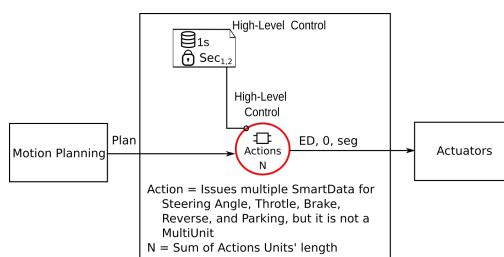 High-Level Control
1s
Sec1,2
High-Level
Control
Motion Planning
Plan
Actions
N
ED, 0, seg
Actuators
Action = Issues multiple SmartData for
Steering Angle, Throtle, Brake,
Reverse, and Parking, but it is not a
MultiUnit
N = Sum of Actions Units' length